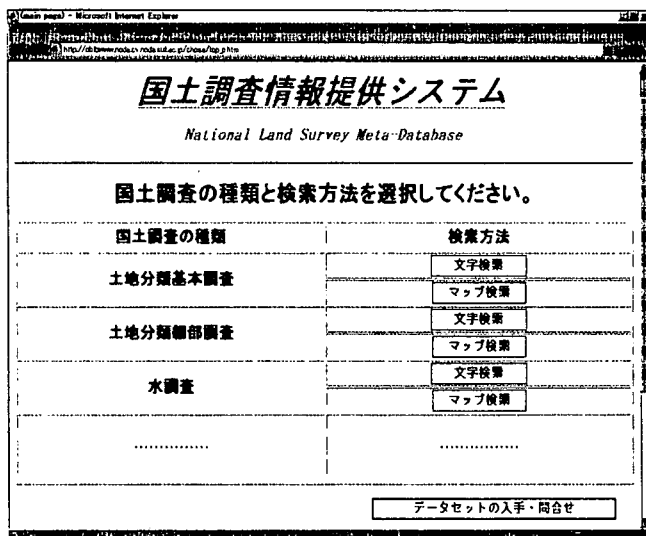 (main page) - Microsoft Internet Explorer
国土調査情報提供システム
National Land Survey Meta-Database
国土調査の種類と検索方法を選択してください。
国土調査の種類
検索方法
土地分類基本調査
文字検索
マップ検索
土地分類細部調査
文字検索
マップ検索
水調査
文字検索
マップ検索
……………
……………
データセットの入手・問合せ